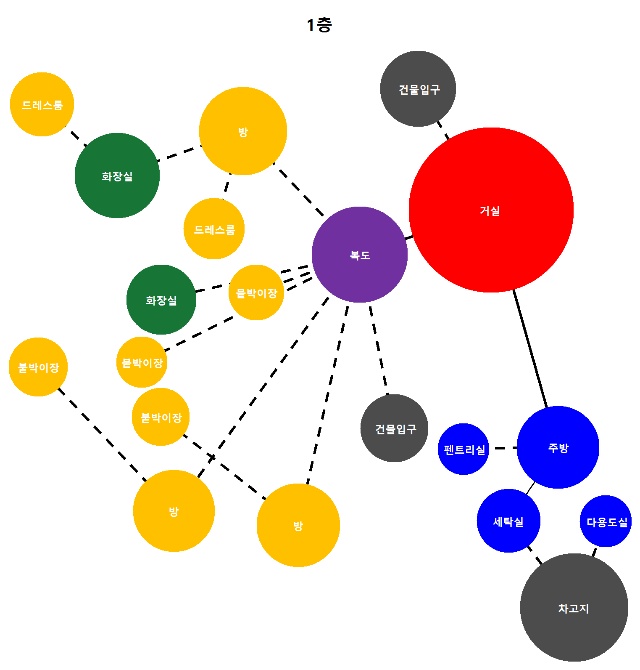 1층
건물입구
드레스룸
방
화장실
거실
드레스룸
복도
붙박이장
화장실
붙박이장
붙박이장
붙박이장
건물입구
주방
팬트리실
방
방
세탁실
다용도실
차고지